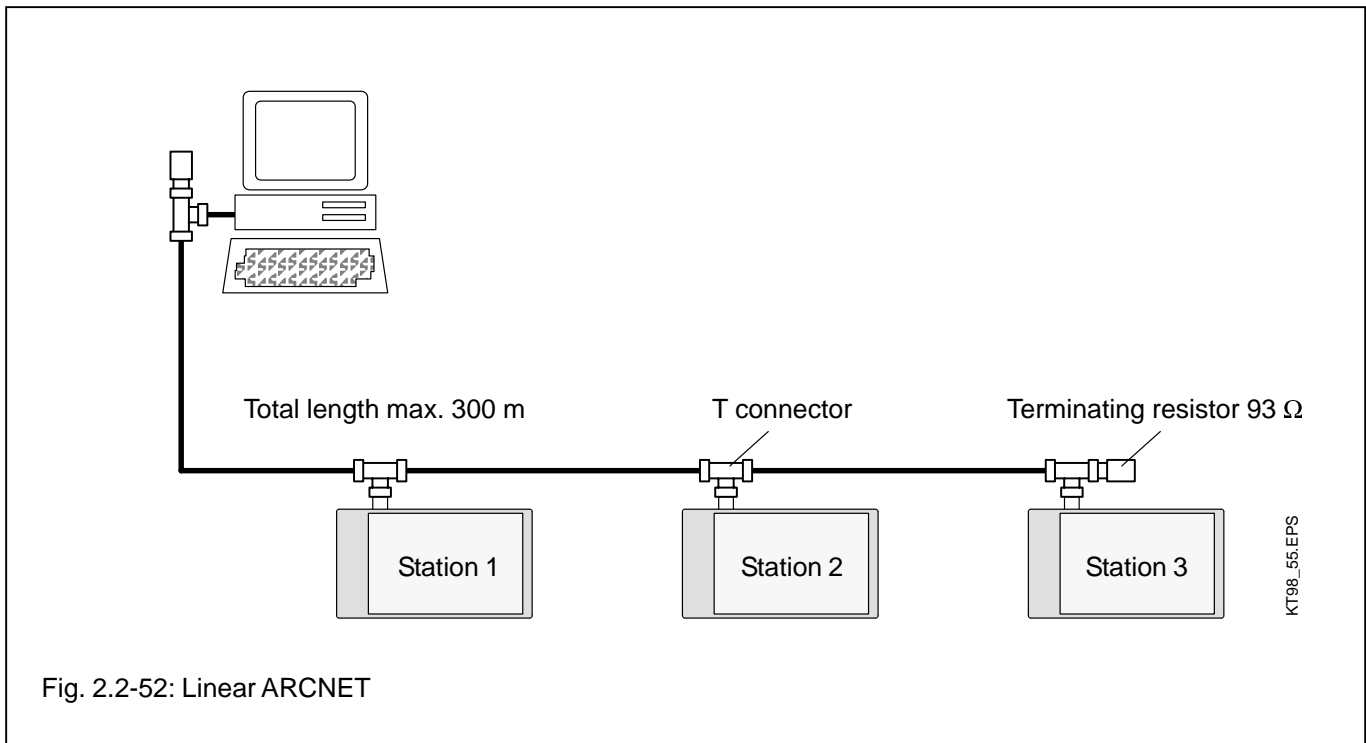 Total length max. 300 m
T connector
Terminating resistor 93 Ω
Station 1
Station 2
Station 3
KT98_55.EPS
Fig. 2.2-52: Linear ARCNET